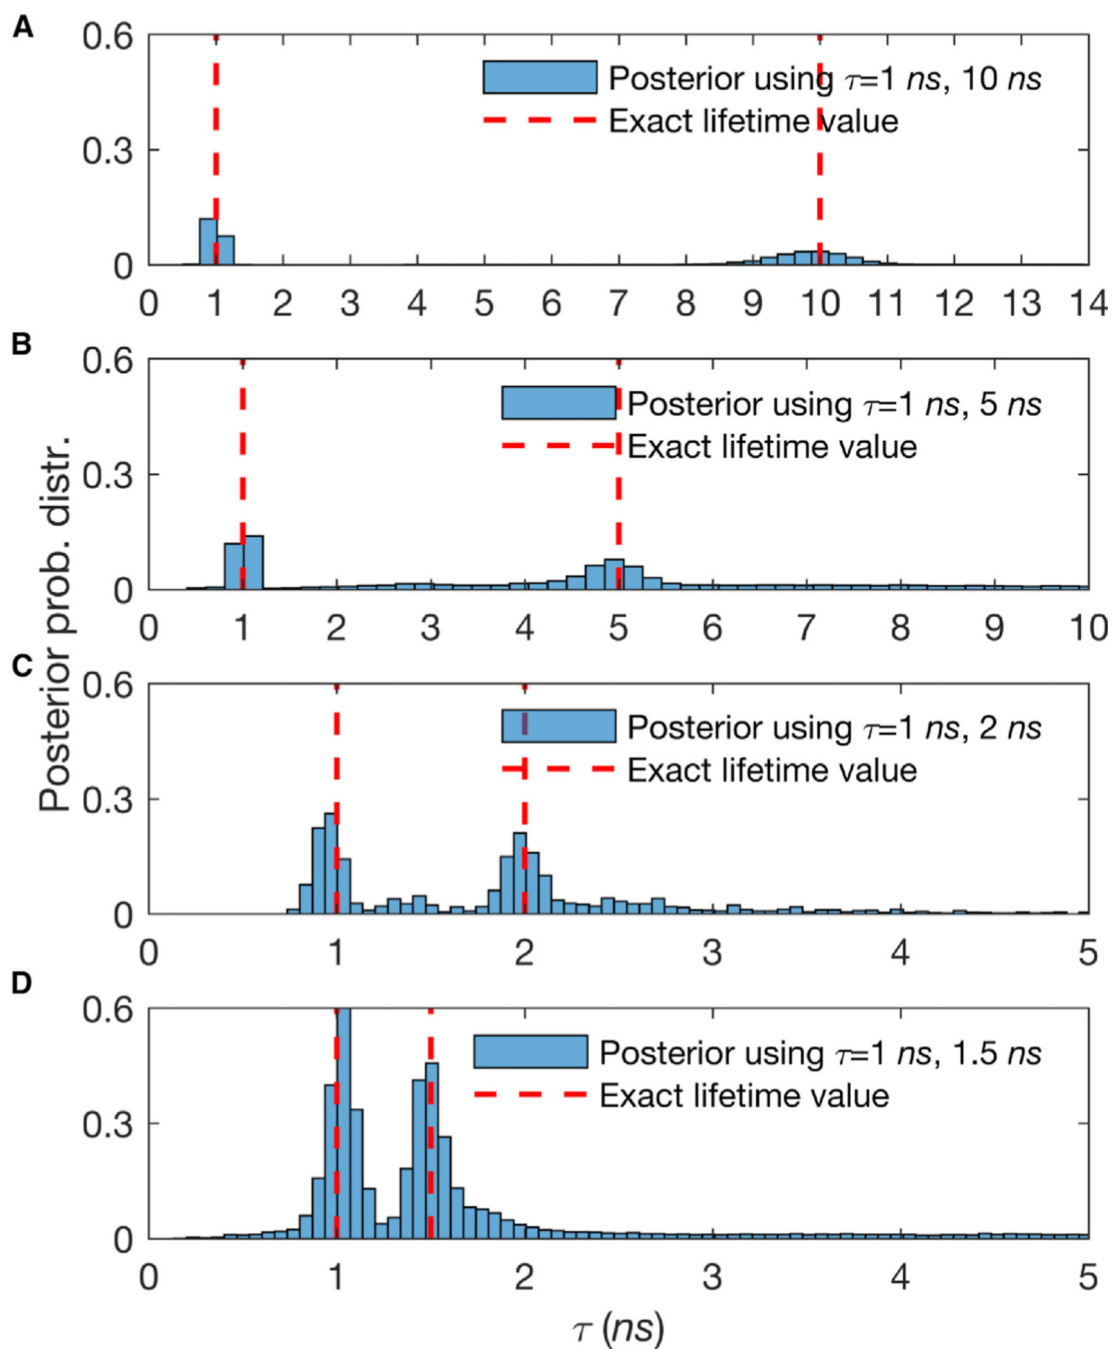 A
0.6
Posterior using τ=1 ns, 10 ns
Exact lifetime value
0.3
0
0 1 2 3 4 5 6 7 8 9 10 11 12 13 14
B
0.6
Posterior using τ=1 ns, 5 ns
Exact lifetime value
0.3
0
0 1 2 3 4 5 6 7 8 9 10
Posterior prob. distr.
C
0.6
Posterior using τ=1 ns, 2 ns
Exact lifetime value
0.3
0
0 1 2 3 4 5
D
0.6
Posterior using τ=1 ns, 1.5 ns
Exact lifetime value
0.3
0
0 1 2 3 4 5
τ (ns)